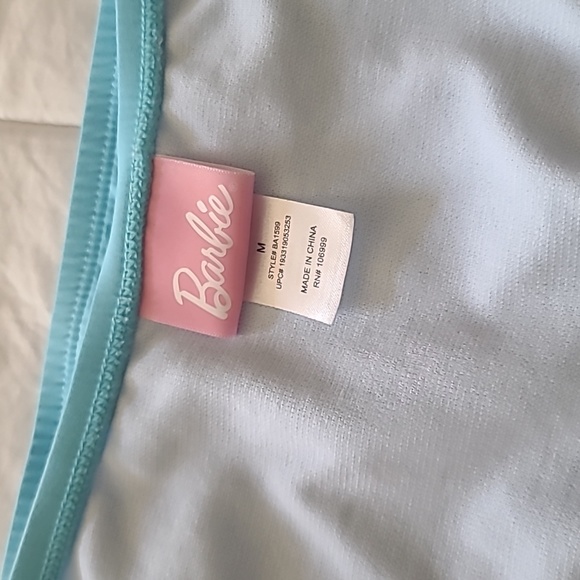 Barbie
M
STYLE# BA1599
UPC# 193319053253
MADE IN CHINA
RN# 106999